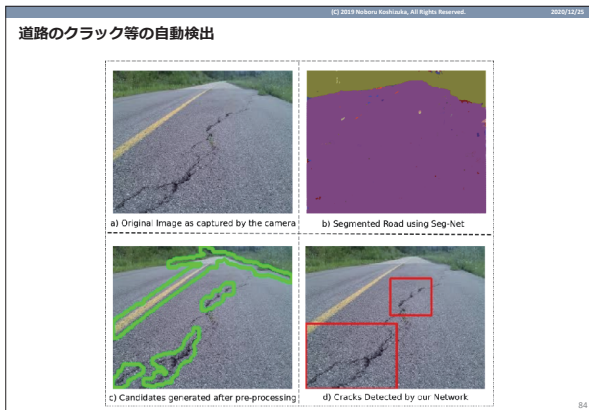 (C) 2019 Noboru Koshizuka, All Rights Reserved.
2020/12/25
道路のクラック等の自動検出
a) Original Image as captured by the camera
b) Segmented Road using Seg-Net
c) Candidates generated after pre-processing
d) Cracks Detected by our Network
84